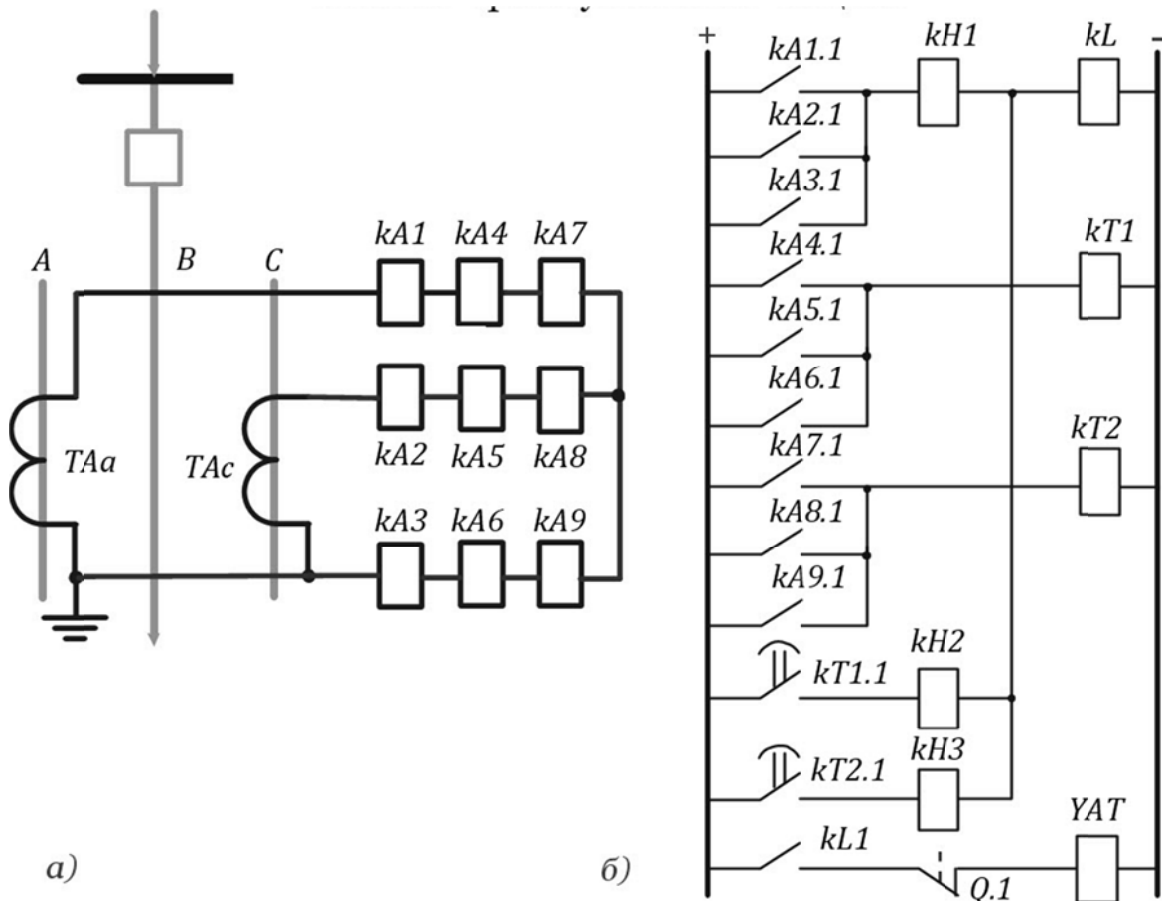 +
−
kA1.1
kH1
kL
kA2.1
kA3.1
kA4.1
kT1
kA5.1
kA6.1
kA7.1
kT2
kA8.1
kA9.1
kT1.1
kH2
kT2.1
kH3
kL1
Q.1
YAT
A
B
C
kA1 kA4 kA7
TAa
TAc
kA2 kA5 kA8
kA3 kA6 kA9
а)
б)